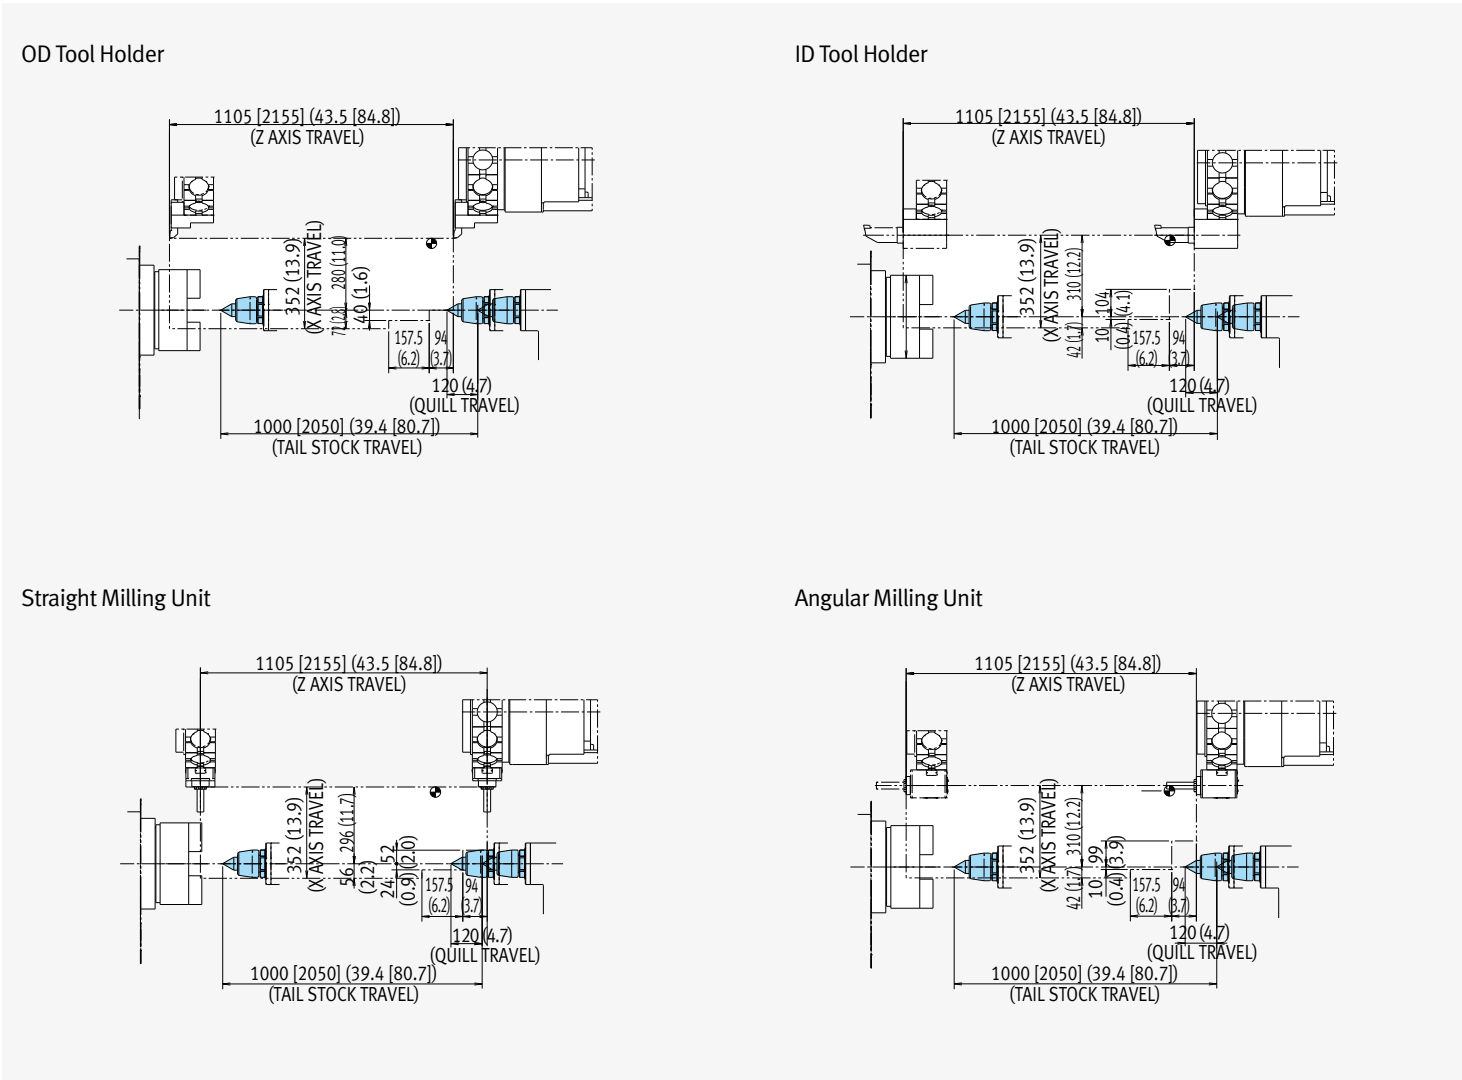 OD Tool Holder
1105 [2155] (43.5 [84.8])
(Z AXIS TRAVEL)
352 (13.9)
(X AXIS TRAVEL)
280 (11.0)
72 (2.8)
40 (1.6)
157.5
(6.2)
94
(3.7)
120 (4.7)
(QUILL TRAVEL)
1000 [2050] (39.4 [80.7])
(TAIL STOCK TRAVEL)
ID Tool Holder
1105 [2155] (43.5 [84.8])
(Z AXIS TRAVEL)
352 (13.9)
(X AXIS TRAVEL)
310 (12.2)
42 (1.7)
104
(4.1)
10
(0.4)
157.5
(6.2)
94
(3.7)
120 (4.7)
(QUILL TRAVEL)
1000 [2050] (39.4 [80.7])
(TAIL STOCK TRAVEL)
Straight Milling Unit
1105 [2155] (43.5 [84.8])
(Z AXIS TRAVEL)
352 (13.9)
(X AXIS TRAVEL)
296 (11.7)
56
(2.2)
52
(2.0)
24
(0.9)
157.5
(6.2)
94
(3.7)
120 (4.7)
(QUILL TRAVEL)
1000 [2050] (39.4 [80.7])
(TAIL STOCK TRAVEL)
Angular Milling Unit
1105 [2155] (43.5 [84.8])
(Z AXIS TRAVEL)
352 (13.9)
(X AXIS TRAVEL)
310 (12.2)
42 (1.7)
99
(3.9)
10
(0.4)
157.5
(6.2)
94
(3.7)
120 (4.7)
(QUILL TRAVEL)
1000 [2050] (39.4 [80.7])
(TAIL STOCK TRAVEL)